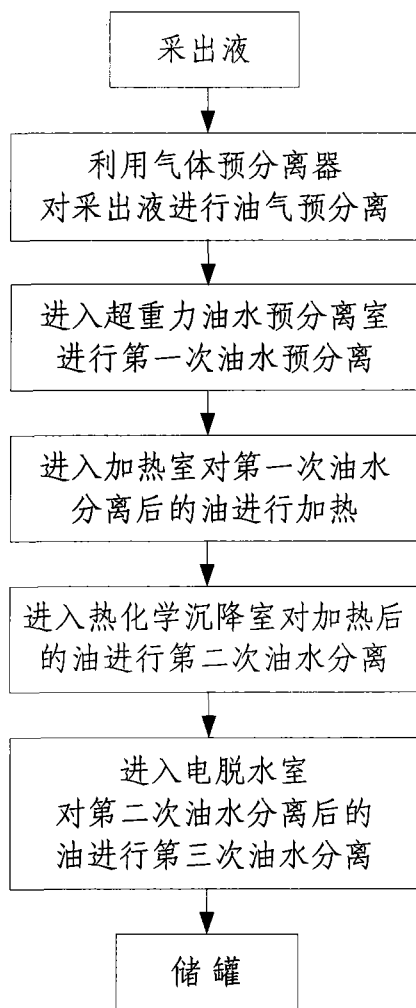 采出液
利用气体预分离器
对采出液进行油气预分离
进入超重力油水预分离室
进行第一次油水预分离
进入加热室对第一次油水
分离后的油进行加热
进入热化学沉降室对加热后
的油进行第二次油水分离
进入电脱水室
对第二次油水分离后的
油进行第三次油水分离
储罐